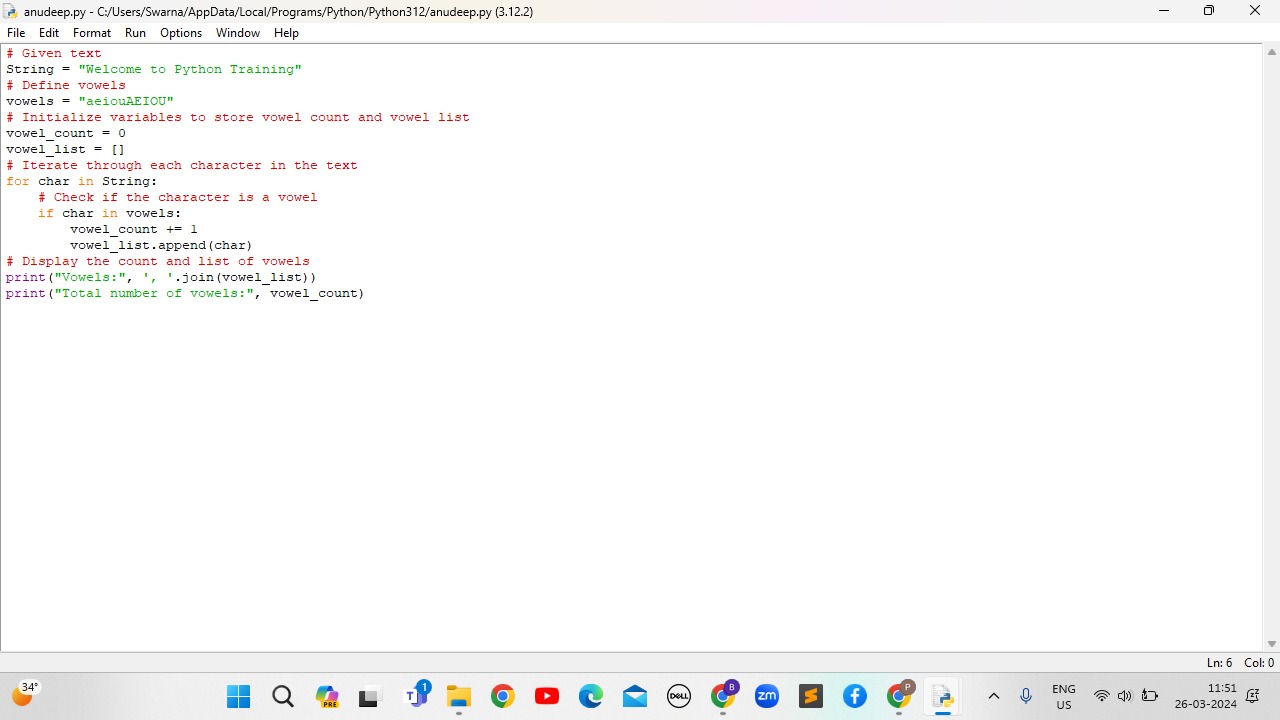 anudeep.py - C:/Users/Swarna/AppData/Local/Programs/Python/Python312/anudeep.py (3.12.2)
File Edit Format Run Options Window Help
# Given text
String = "Welcome to Python Training"
# Define vowels
vowels = "aeiouAEIOU"
# Initialize variables to store vowel count and vowel list
vowel_count = 0
vowel_list = []
# Iterate through each character in the text
for char in String:
    # Check if the character is a vowel
    if char in vowels:
        vowel_count += 1
        vowel_list.append(char)
# Display the count and list of vowels
print("Vowels:", ', '.join(vowel_list))
print("Total number of vowels:", vowel_count)
Ln: 6 Col: 0
34°
PRE
T 1
DELL
B
zm
S
f
P
ENG
US
11:51
26-03-2024